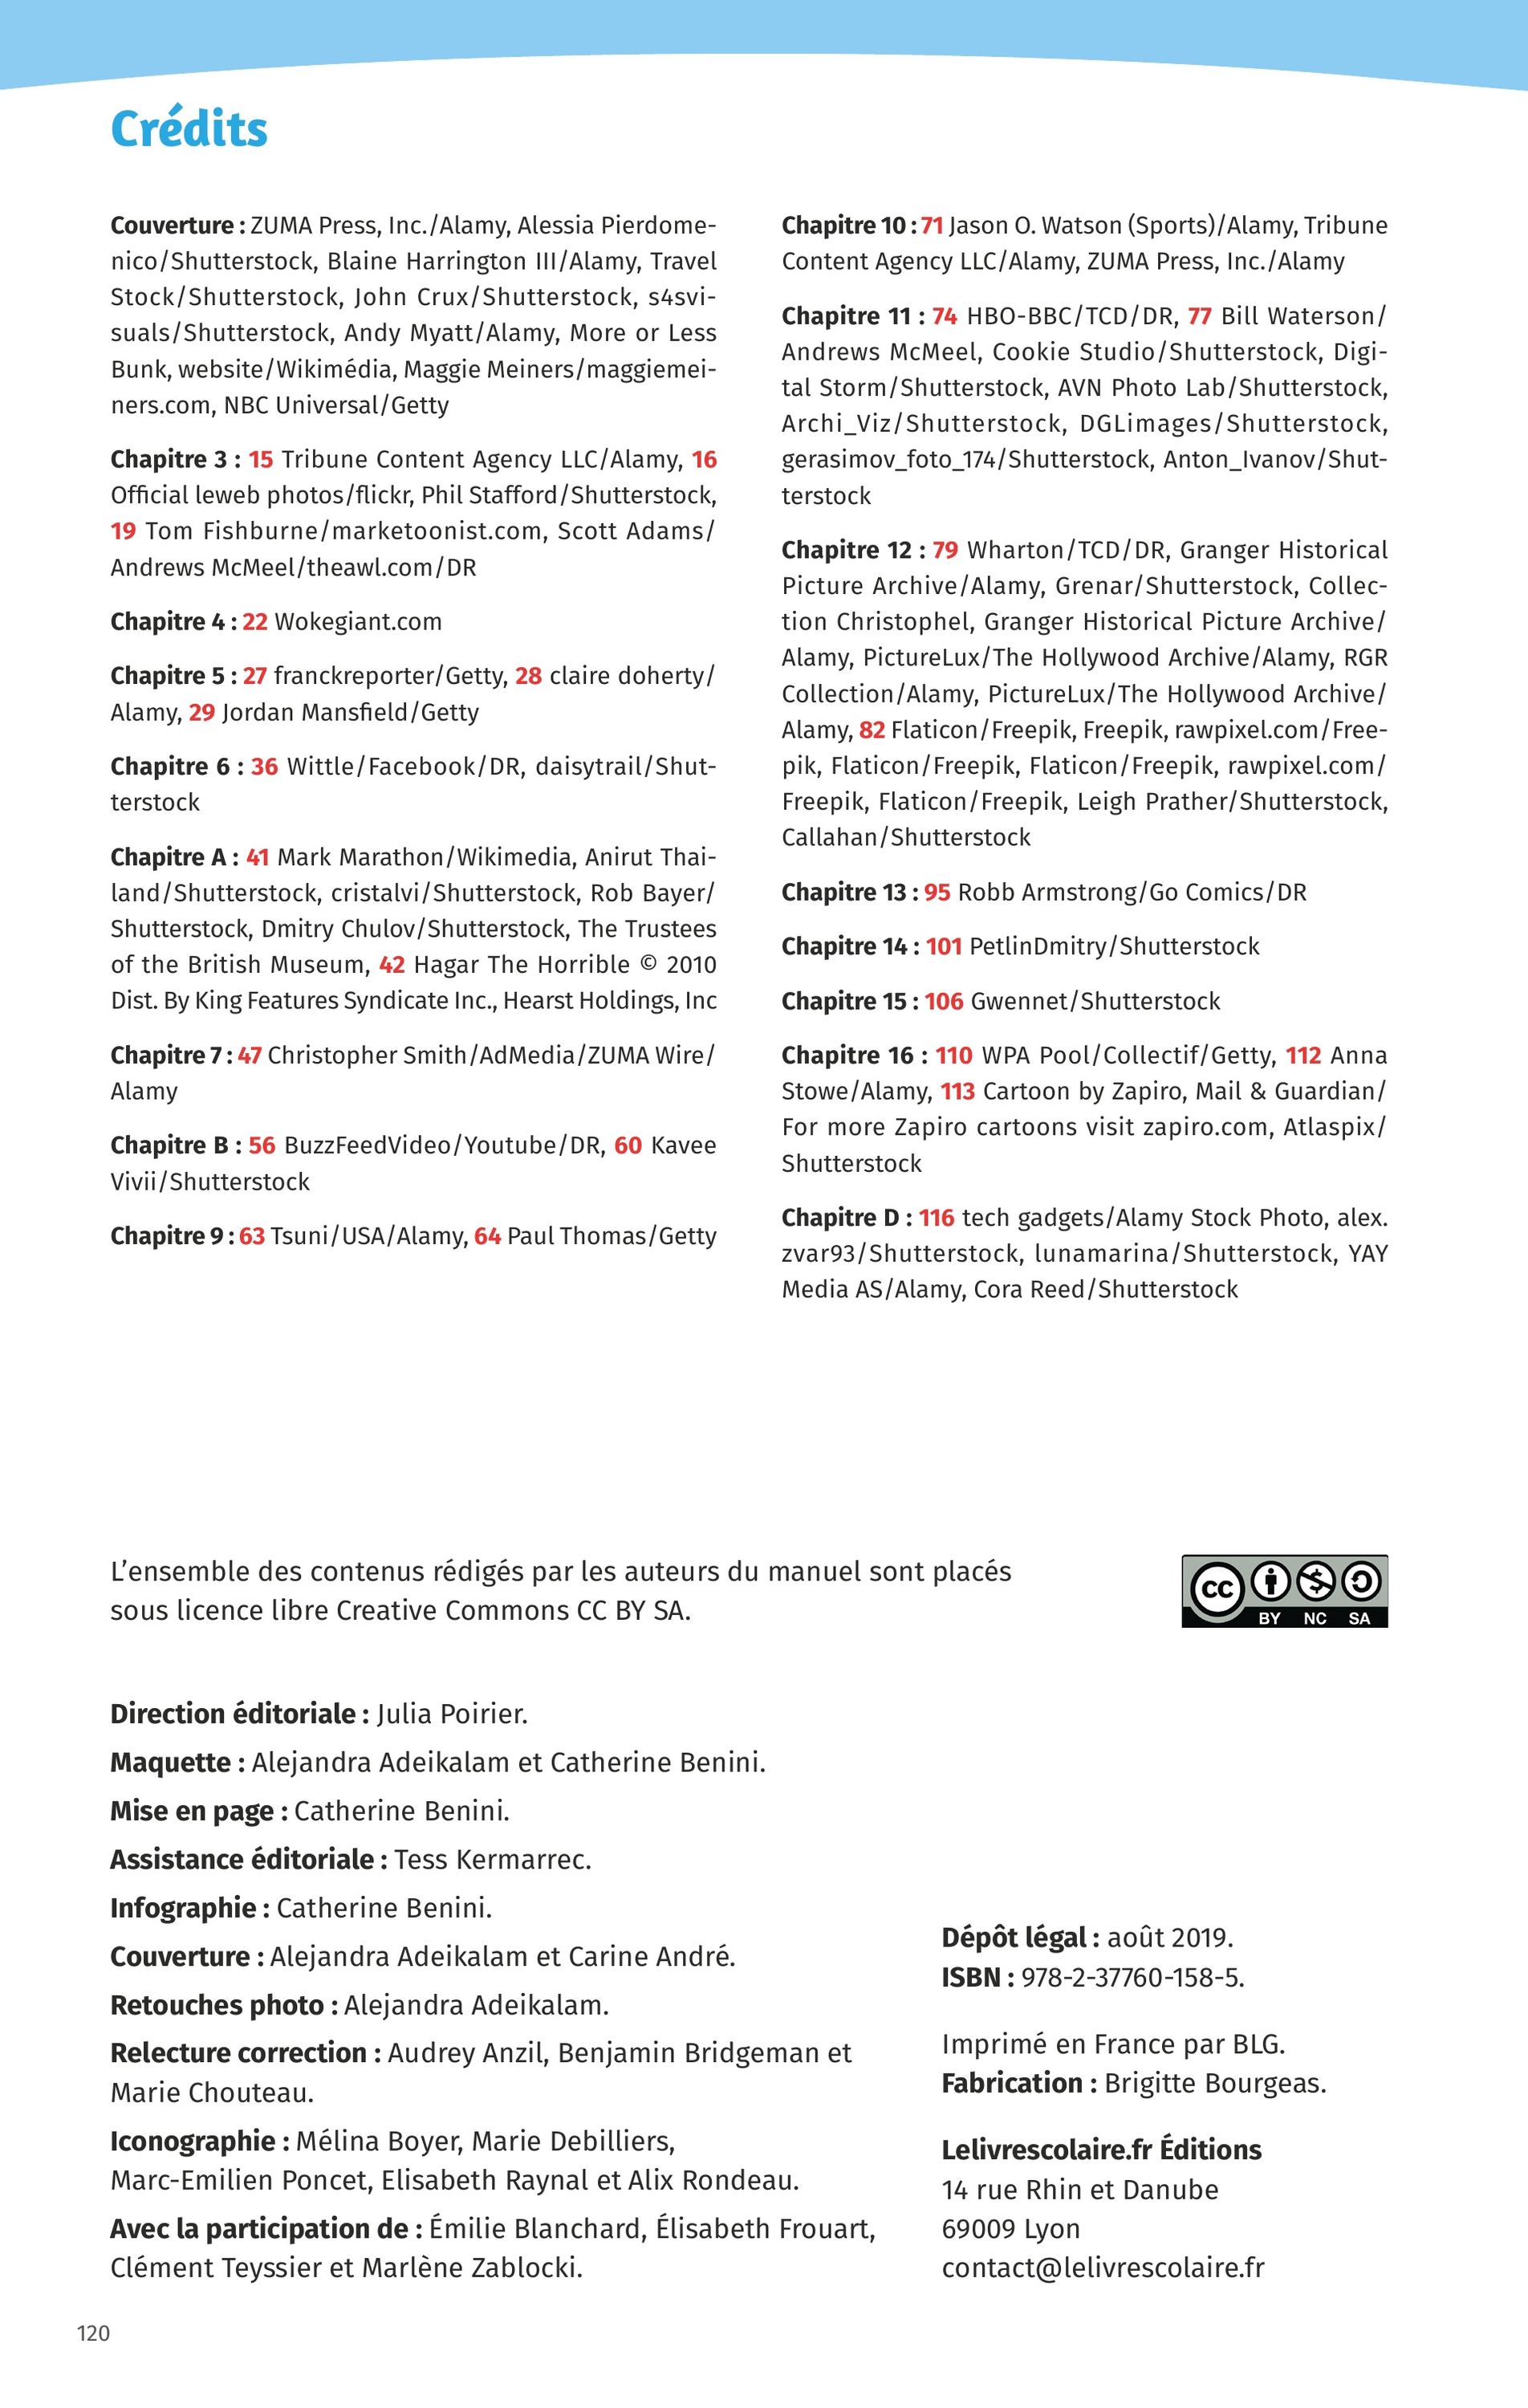 Crédits
Couverture : ZUMA Press, Inc./Alamy, Alessia Pierdome-
nico/Shutterstock, Blaine Harrington III/Alamy, Travel
Stock/Shutterstock, John Crux/Shutterstock, s4svi-
suals/Shutterstock, Andy Myatt/Alamy, More or Less
Bunk, website/Wikimédia, Maggie Meiners/maggiemei-
ners.com, NBC Universal/Getty
Chapitre 3 : 15 Tribune Content Agency LLC/Alamy, 16
Official leweb photos/flickr, Phil Stafford/Shutterstock,
19 Tom Fishburne/marketoonist.com, Scott Adams/
Andrews McMeel/theawl.com/DR
Chapitre 4 : 22 Wokegiant.com
Chapitre 5 : 27 franckreporter/Getty, 28 claire doherty/
Alamy, 29 Jordan Mansfield/Getty
Chapitre 6 : 36 Wittle/Facebook/DR, daisytrail/Shut-
terstock
Chapitre A : 41 Mark Marathon/Wikimedia, Anirut Thai-
land/Shutterstock, cristalvi/Shutterstock, Rob Bayer/
Shutterstock, Dmitry Chulov/Shutterstock, The Trustees
of the British Museum, 42 Hagar The Horrible © 2010
Dist. By King Features Syndicate Inc., Hearst Holdings, Inc
Chapitre 7 : 47 Christopher Smith/AdMedia/ZUMA Wire/
Alamy
Chapitre B : 56 BuzzFeedVideo/Youtube/DR, 60 Kavee
Vivii/Shutterstock
Chapitre 9 : 63 Tsuni/USA/Alamy, 64 Paul Thomas/Getty
Chapitre 10 : 71 Jason O. Watson (Sports)/Alamy, Tribune
Content Agency LLC/Alamy, ZUMA Press, Inc./Alamy
Chapitre 11 : 74 HBO-BBC/TCD/DR, 77 Bill Waterson/
Andrews McMeel, Cookie Studio/Shutterstock, Digi-
tal Storm/Shutterstock, AVN Photo Lab/Shutterstock,
Archi_Viz/Shutterstock, DGLimages/Shutterstock,
gerasimov_foto_174/Shutterstock, Anton_Ivanov/Shut-
terstock
Chapitre 12 : 79 Wharton/TCD/DR, Granger Historical
Picture Archive/Alamy, Grenar/Shutterstock, Collec-
tion Christophel, Granger Historical Picture Archive/
Alamy, PictureLux/The Hollywood Archive/Alamy, RGR
Collection/Alamy, PictureLux/The Hollywood Archive/
Alamy, 82 Flaticon/Freepik, Freepik, rawpixel.com/Free-
pik, Flaticon/Freepik, Flaticon/Freepik, rawpixel.com/
Freepik, Flaticon/Freepik, Leigh Prather/Shutterstock,
Callahan/Shutterstock
Chapitre 13 : 95 Robb Armstrong/Go Comics/DR
Chapitre 14 : 101 PetlinDmitry/Shutterstock
Chapitre 15 : 106 Gwennet/Shutterstock
Chapitre 16 : 110 WPA Pool/Collectif/Getty, 112 Anna
Stowe/Alamy, 113 Cartoon by Zapiro, Mail & Guardian/
For more Zapiro cartoons visit zapiro.com, Atlaspix/
Shutterstock
Chapitre D : 116 tech gadgets/Alamy Stock Photo, alex.
zvar93/Shutterstock, lunamarina/Shutterstock, YAY
Media AS/Alamy, Cora Reed/Shutterstock
L’ensemble des contenus rédigés par les auteurs du manuel sont placés
sous licence libre Creative Commons CC BY SA.
cc
BY NC SA
Direction éditoriale : Julia Poirier.
Maquette : Alejandra Adeikalam et Catherine Benini.
Mise en page : Catherine Benini.
Assistance éditoriale : Tess Kermarrec.
Infographie : Catherine Benini.
Couverture : Alejandra Adeikalam et Carine André.
Retouches photo : Alejandra Adeikalam.
Relecture correction : Audrey Anzil, Benjamin Bridgeman et
Marie Chouteau.
Iconographie : Mélina Boyer, Marie Debilliers,
Marc-Emilien Poncet, Elisabeth Raynal et Alix Rondeau.
Avec la participation de : Émilie Blanchard, Élisabeth Frouart,
Clément Teyssier et Marlène Zablocki.
Dépôt légal : août 2019.
ISBN : 978-2-37760-158-5.
Imprimé en France par BLG.
Fabrication : Brigitte Bourgeas.
Lelivrescolaire.fr Éditions
14 rue Rhin et Danube
69009 Lyon
contact@lelivrescolaire.fr
120